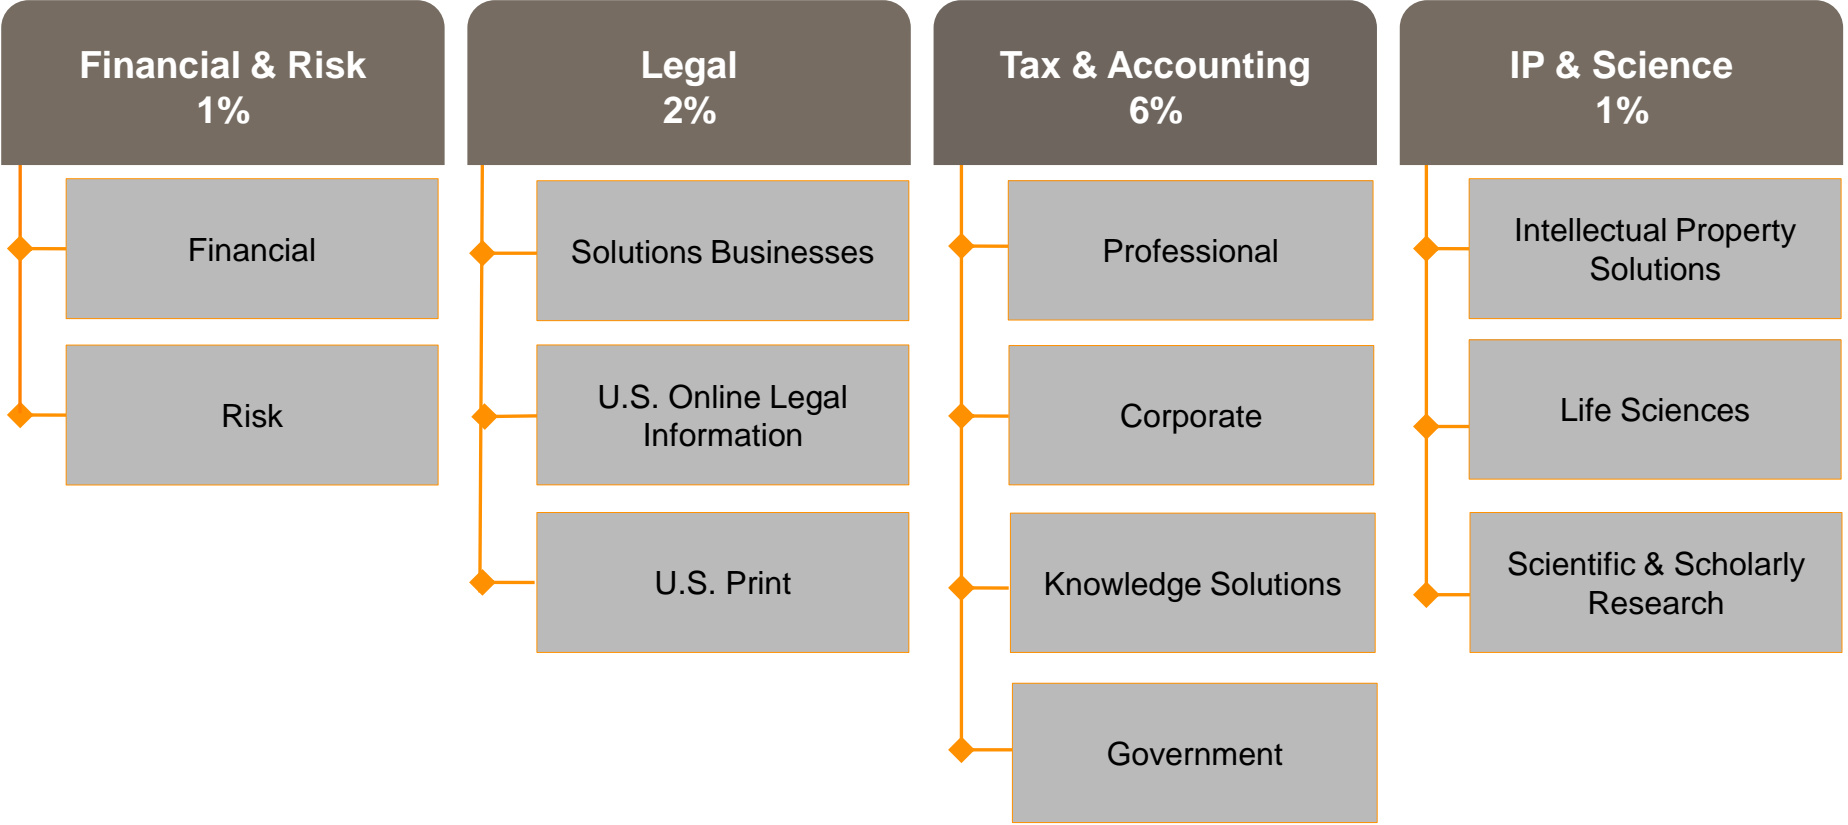 Financial & Risk
1%
Financial
Risk
Legal
2%
Solutions Businesses
U.S. Online Legal
Information
U.S. Print
Tax & Accounting
6%
Professional
Corporate
Knowledge Solutions
Government
IP & Science
1%
Intellectual Property
Solutions
Life Sciences
Scientific & Scholarly
Research